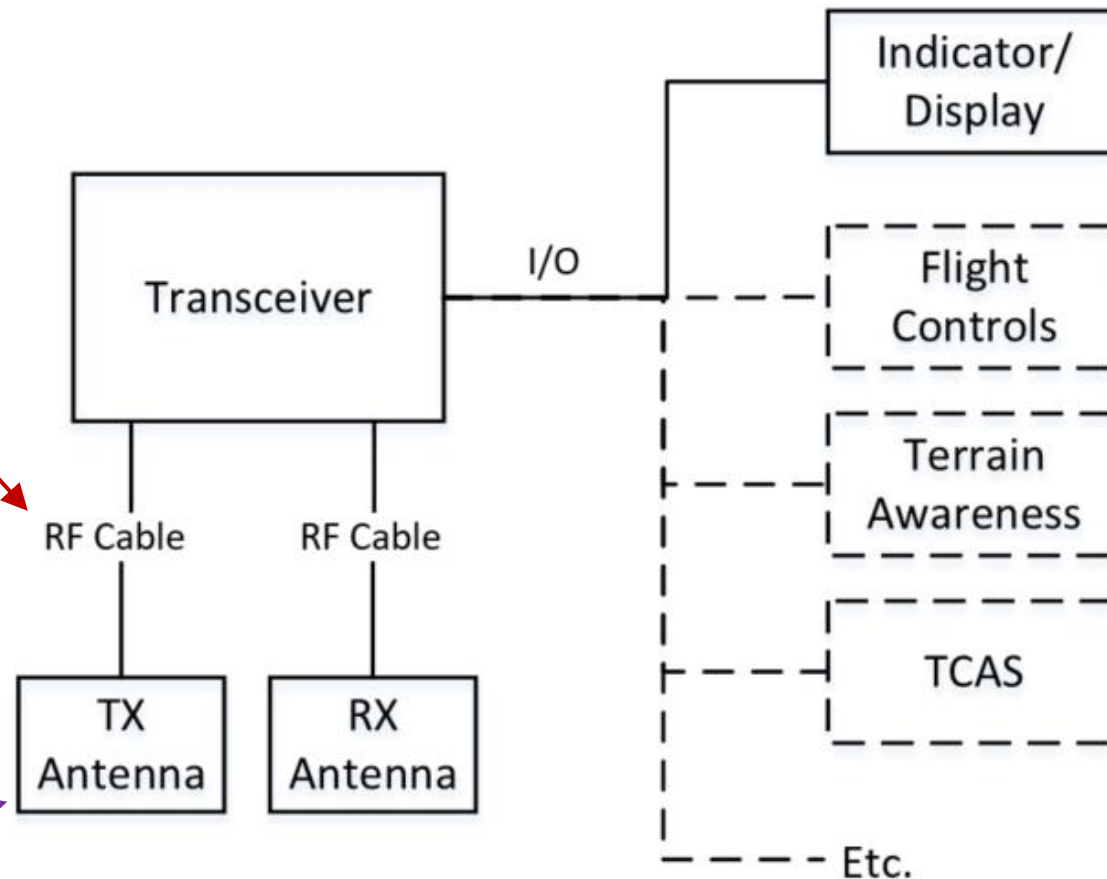 Indicator/
Display
Transceiver
I/O
Flight
Controls
Terrain
Awareness
RF Cable
RF Cable
TCAS
TX
Antenna
RX
Antenna
Etc.